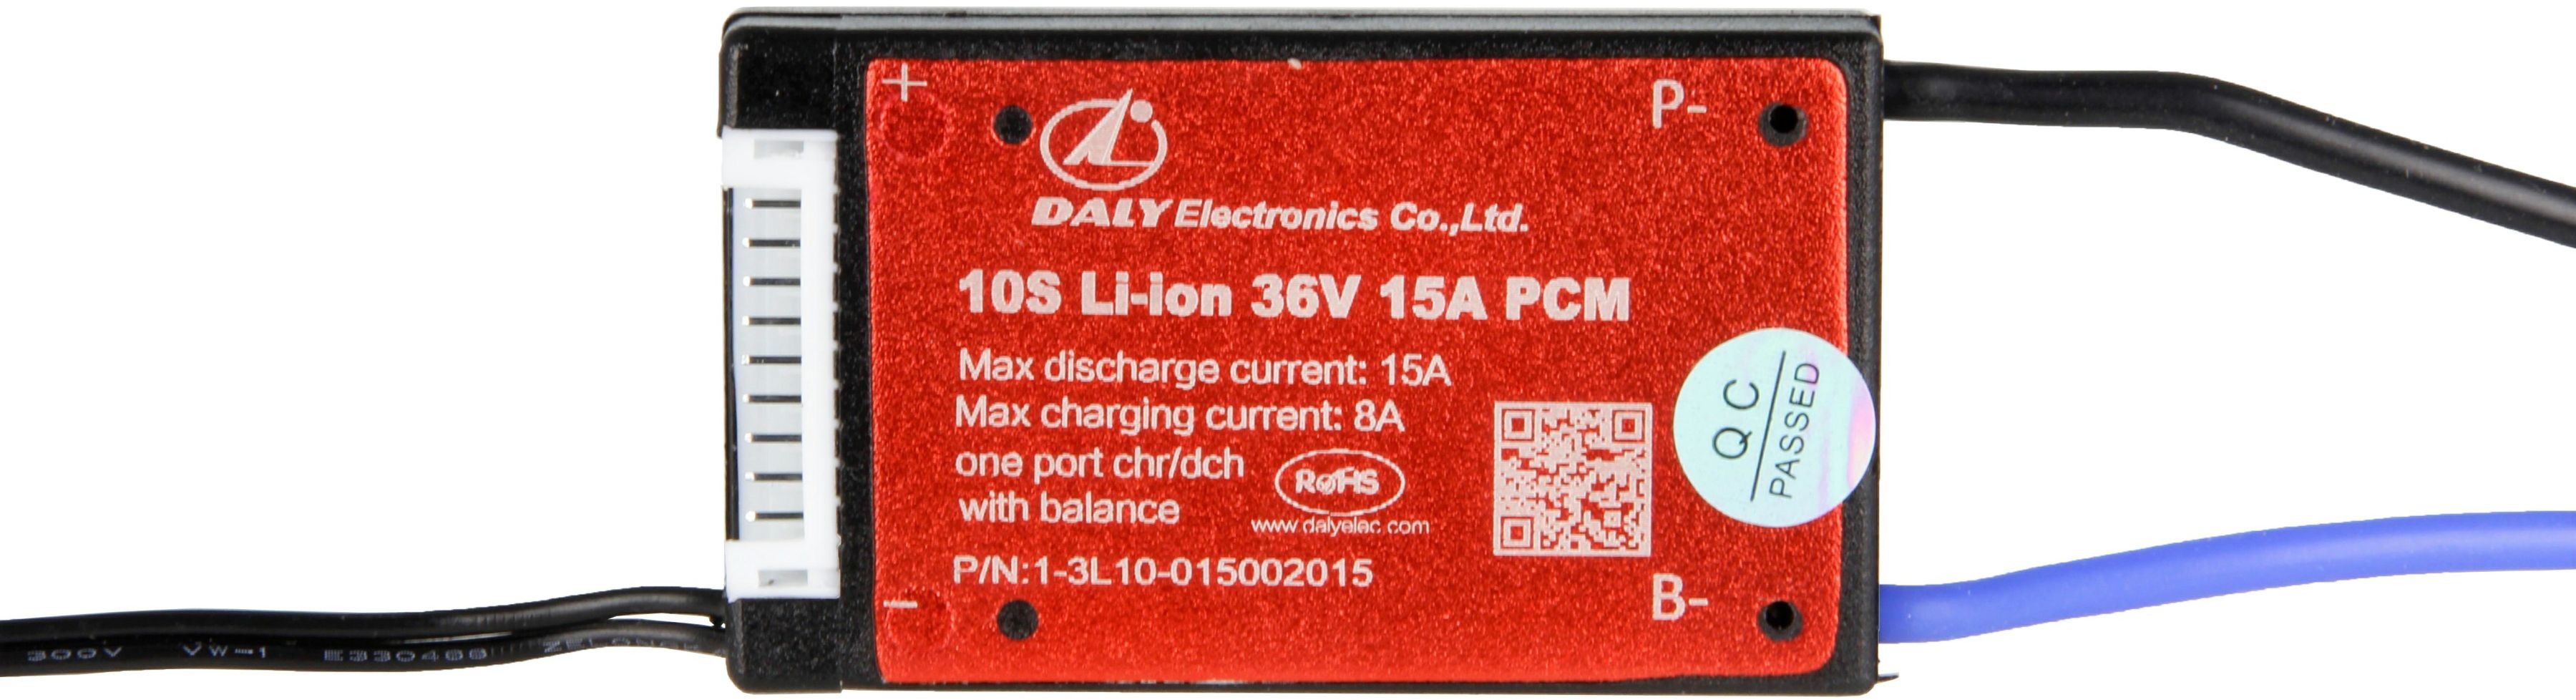 +
P-
DALY Electronics Co.,Ltd.
10S Li-ion 36V 15A PCM
Max discharge current: 15A
Max charging current: 8A
one port chr/dch
with balance
RoHS
www.dalyelec.com
QC
PASSED
P/N:1-3L10-015002015
B-
-
300V VW-1 E330466